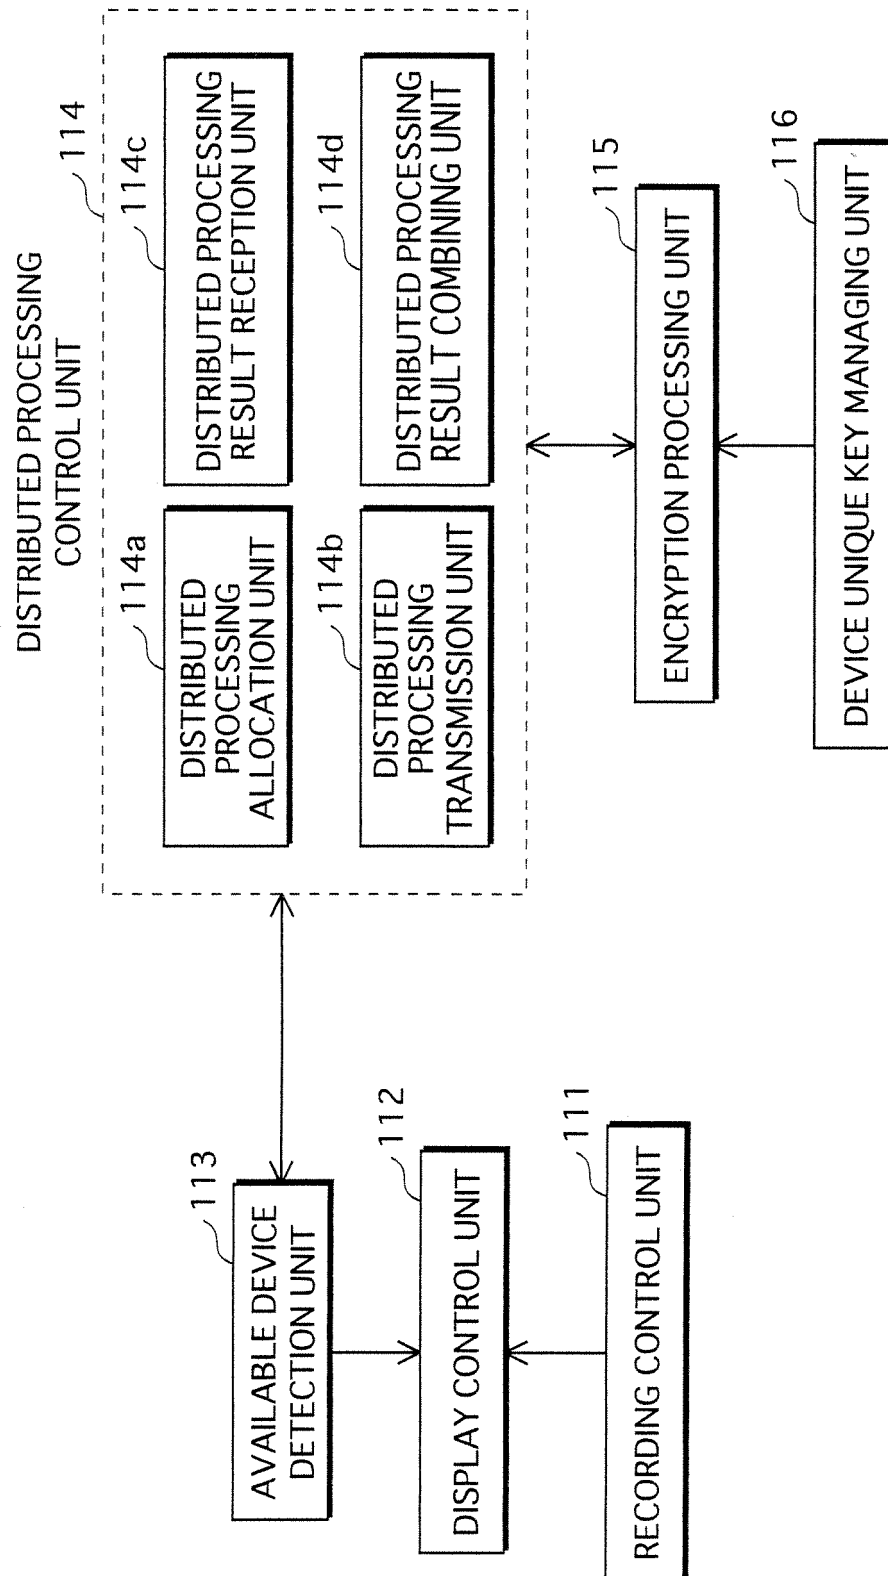 DISTRIBUTED PROCESSING
CONTROL UNIT
114
114a
DISTRIBUTED
PROCESSING
ALLOCATION UNIT
114c
DISTRIBUTED PROCESSING
RESULT RECEPTION UNIT
114b
DISTRIBUTED
PROCESSING
TRANSMISSION UNIT
114d
DISTRIBUTED PROCESSING
RESULT COMBINING UNIT
113
AVAILABLE DEVICE
DETECTION UNIT
112
DISPLAY CONTROL UNIT
111
RECORDING CONTROL UNIT
115
ENCRYPTION PROCESSING UNIT
116
DEVICE UNIQUE KEY MANAGING UNIT